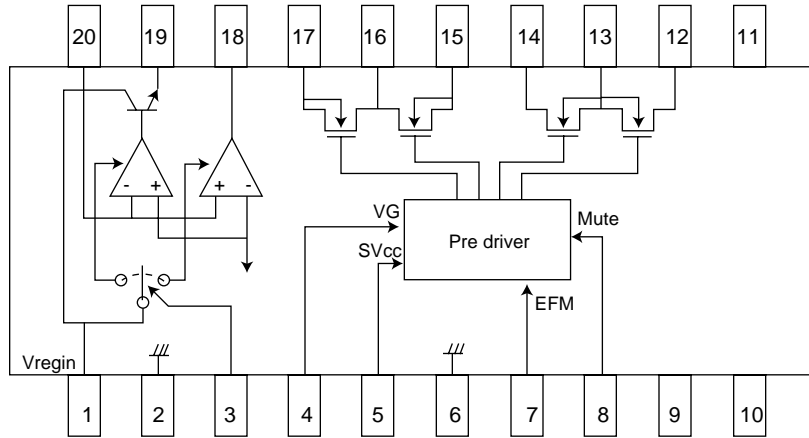 20 19 18 17 16 15 14 13 12 11
- + + -
VG
Mute
Pre driver
SVcc
EFM
Vregin
1 2 3 4 5 6 7 8 9 10